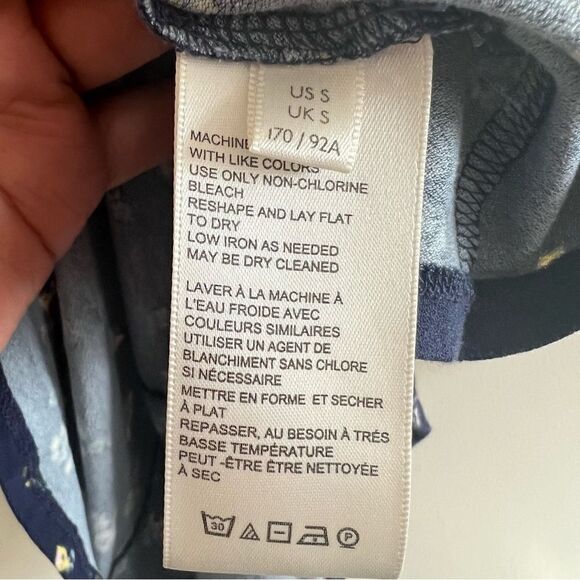 US S
UK S
170 / 92A
MACHINE
WITH LIKE COLORS
USE ONLY NON-CHLORINE
BLEACH
RESHAPE AND LAY FLAT
TO DRY
LOW IRON AS NEEDED
MAY BE DRY CLEANED
LAVER À LA MACHINE À
L'EAU FROIDE AVEC
COULEURS SIMILAIRES
UTILISER UN AGENT DE
BLANCHIMENT SANS CHLORE
SI NÉCESSAIRE
METTRE EN FORME ET SECHER
À PLAT
REPASSER, AU BESOIN À TRÉS
BASSE TEMPÉRATURE
PEUT -ÊTRE ÊTRE NETTOYÉE
À SEC
30 P